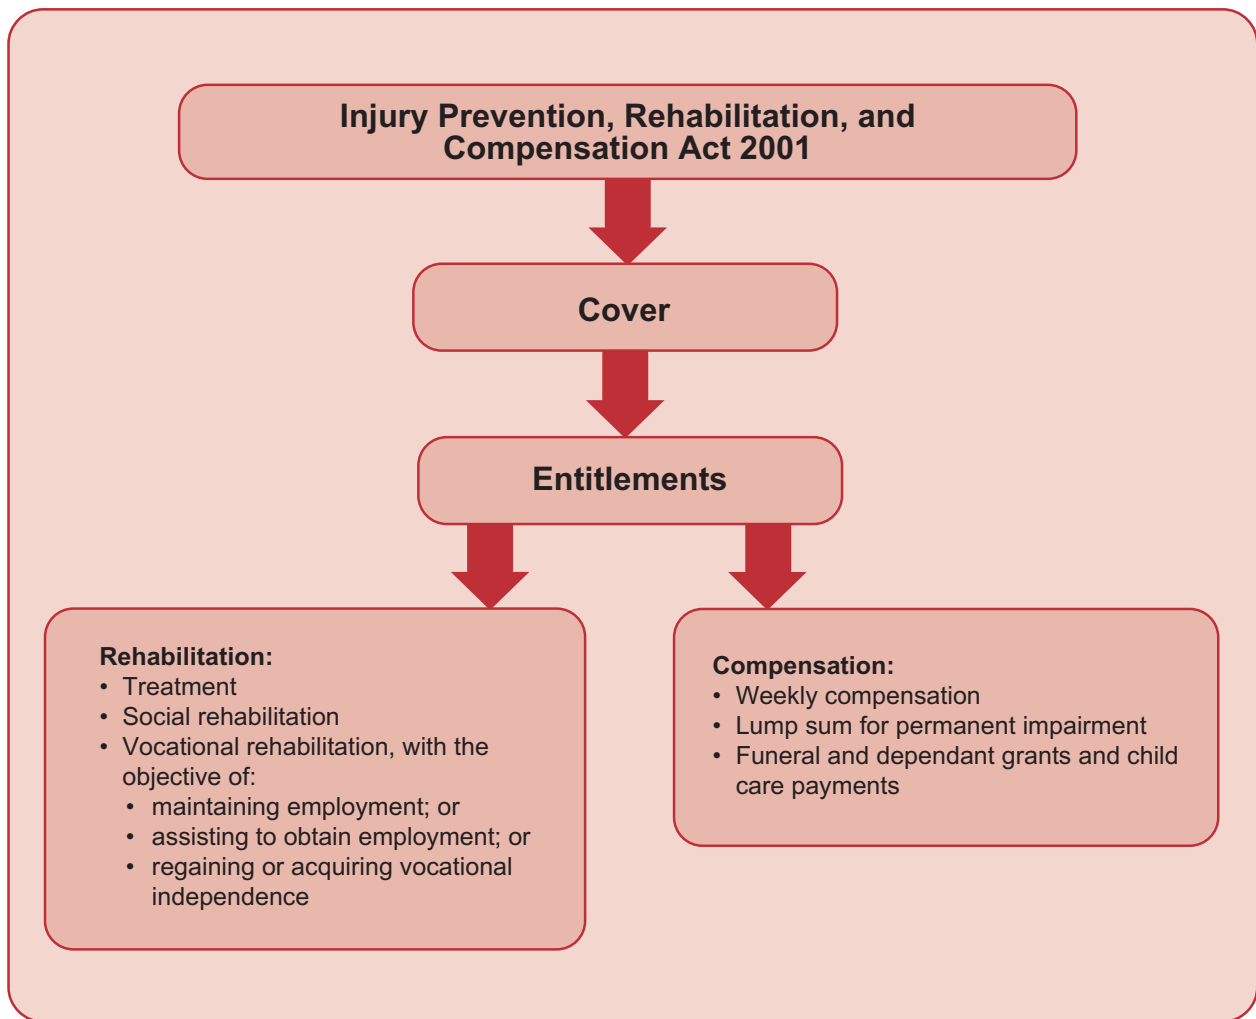 Injury Prevention, Rehabilitation, and
Compensation Act 2001
Cover
Entitlements
Rehabilitation:
• Treatment
• Social rehabilitation
• Vocational rehabilitation, with the
objective of:
• maintaining employment; or
• assisting to obtain employment; or
• regaining or acquiring vocational
independence
Compensation:
• Weekly compensation
• Lump sum for permanent impairment
• Funeral and dependant grants and child
care payments